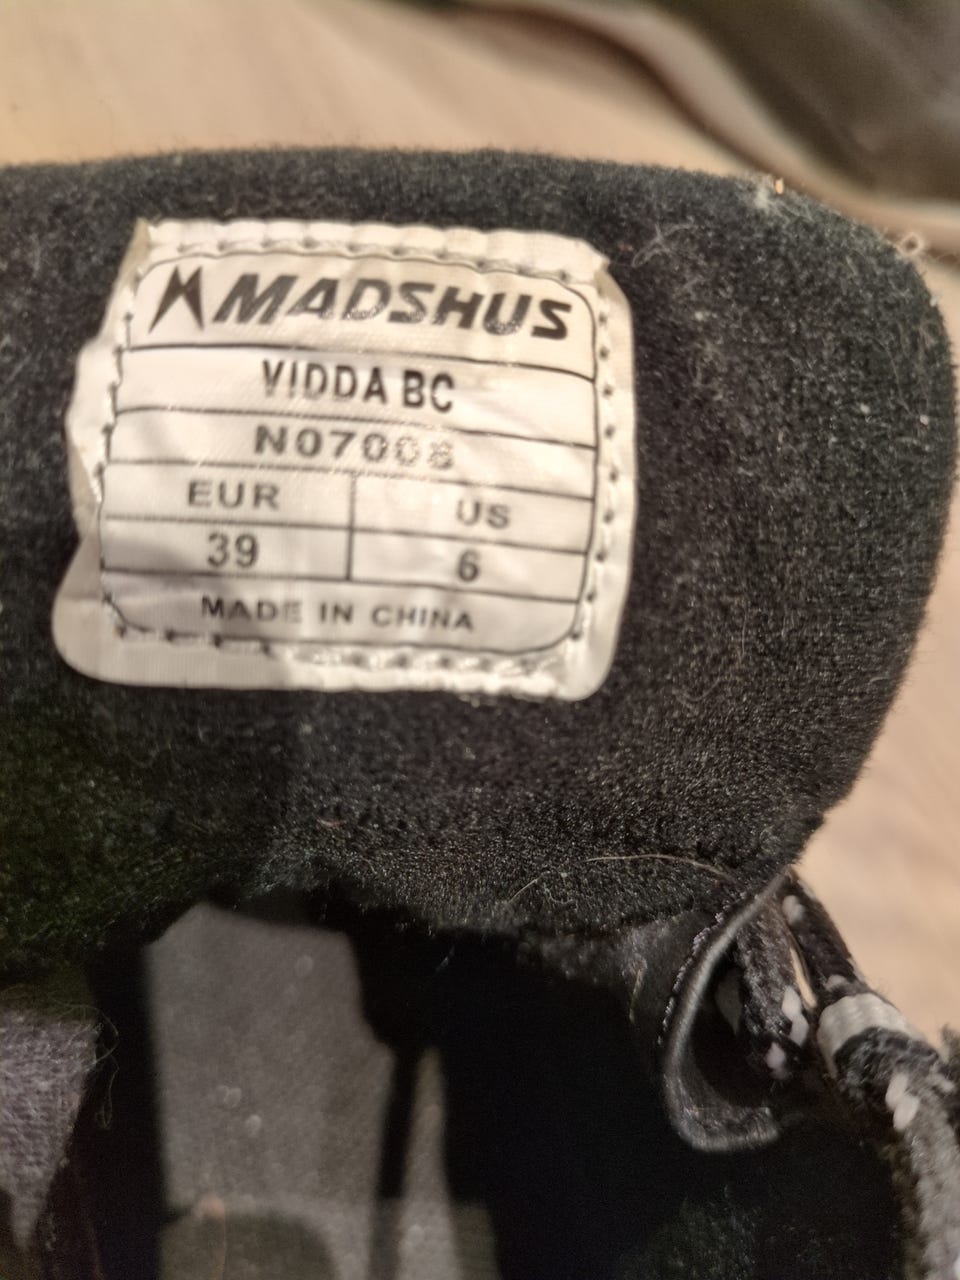 MADSHUS
VIDDA BC
N07008
EUR US
39 6
MADE IN CHINA